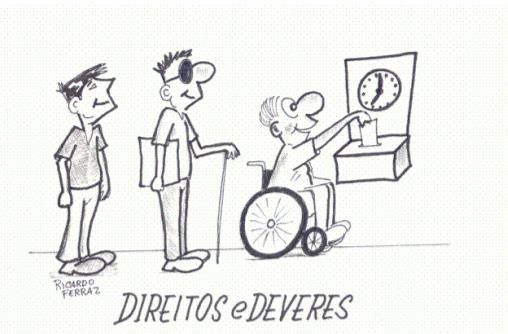 RICARDO
FERRAZ
DIREITOS e DEVERES